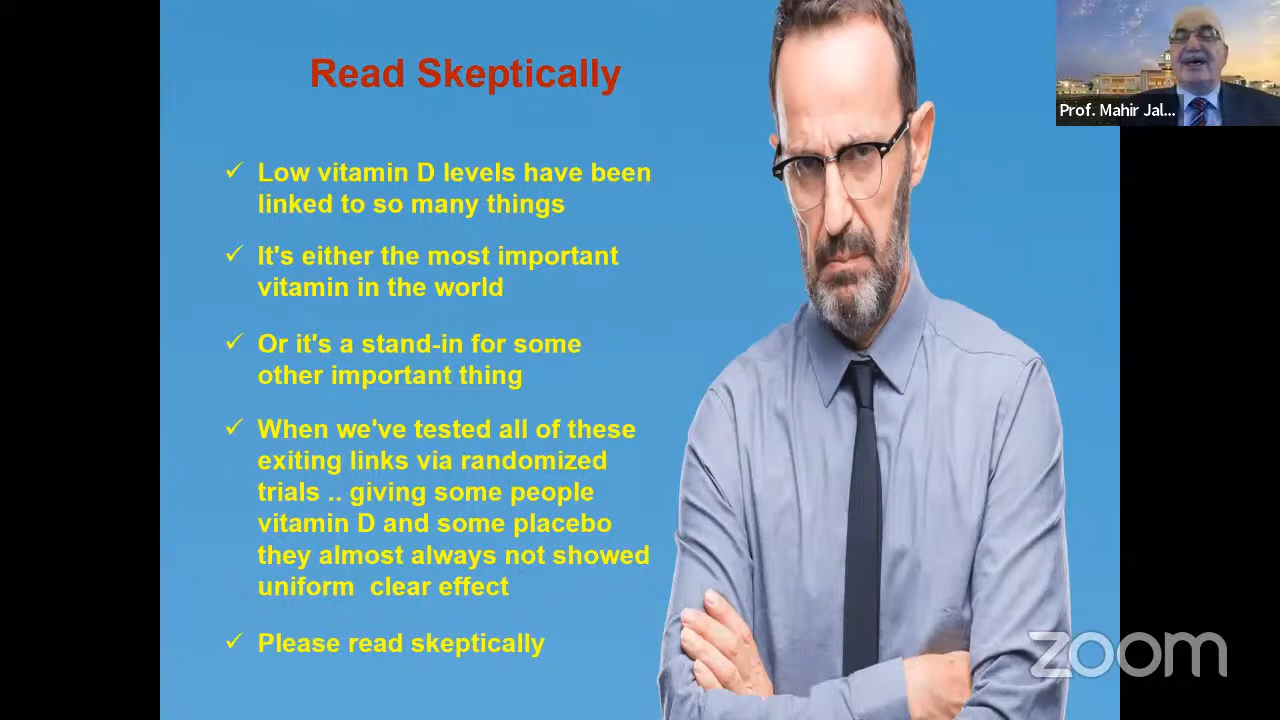 Read Skeptically
Prof. Mahir Jal...
✓ Low vitamin D levels have been
linked to so many things
✓ It's either the most important
vitamin in the world
✓ Or it's a stand-in for some
other important thing
✓ When we've tested all of these
exiting links via randomized
trials .. giving some people
vitamin D and some placebo
they almost always not showed
uniform clear effect
✓ Please read skeptically
zoom